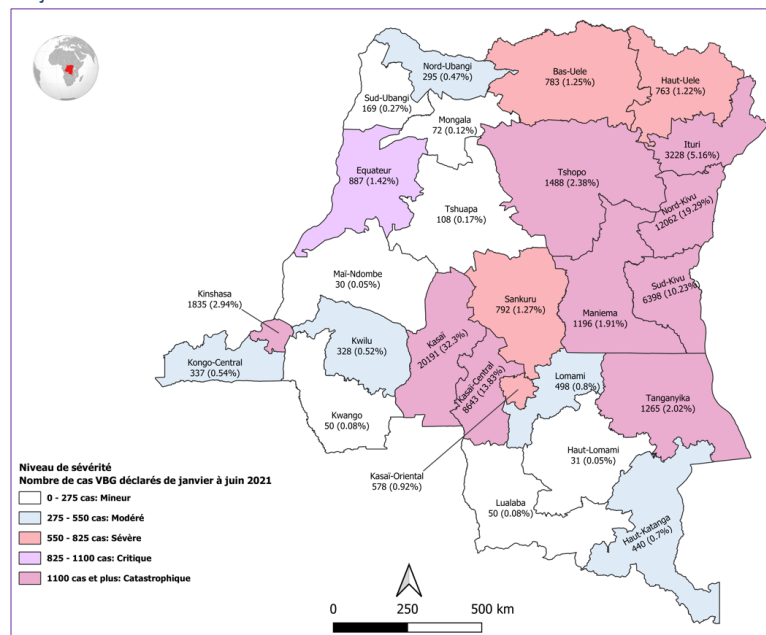 Nord-Ubangi
295 (0.47%)
Bas-Uele
783 (1.25%)
Haut-Uele
763 (1.22%)
Sud-Ubangi
169 (0.27%)
Mongala
72 (0.12%)
Ituri
3228 (5.16%)
Equateur
887 (1.42%)
Tshopo
1488 (2.38%)
Tshuapa
108 (0.17%)
Nord-Kivu
12062 (19.29%)
Maï-Ndombe
30 (0.05%)
Sud-Kivu
6398 (10.23%)
Kinshasa
1835 (2.94%)
Sankuru
792 (1.27%)
Maniema
1196 (1.91%)
Kasaï
20191 (32.3%)
Kwilu
328 (0.52%)
Kongo-Central
337 (0.54%)
Kasaï-Central
8643 (13.83%)
Lomami
498 (0.8%)
Tanganyika
1265 (2.02%)
Kwango
50 (0.08%)
Haut-Lomami
31 (0.05%)
Kasaï-Oriental
578 (0.92%)
Lualaba
50 (0.08%)
Haut-Katanga
440 (0.7%)
Niveau de sévérité
Nombre de cas VBG déclarés de janvier à juin 2021
0 - 275 cas: Mineur
275 - 550 cas: Modéré
550 - 825 cas: Sévère
825 - 1100 cas: Critique
1100 cas et plus: Catastrophique
0 250 500 km